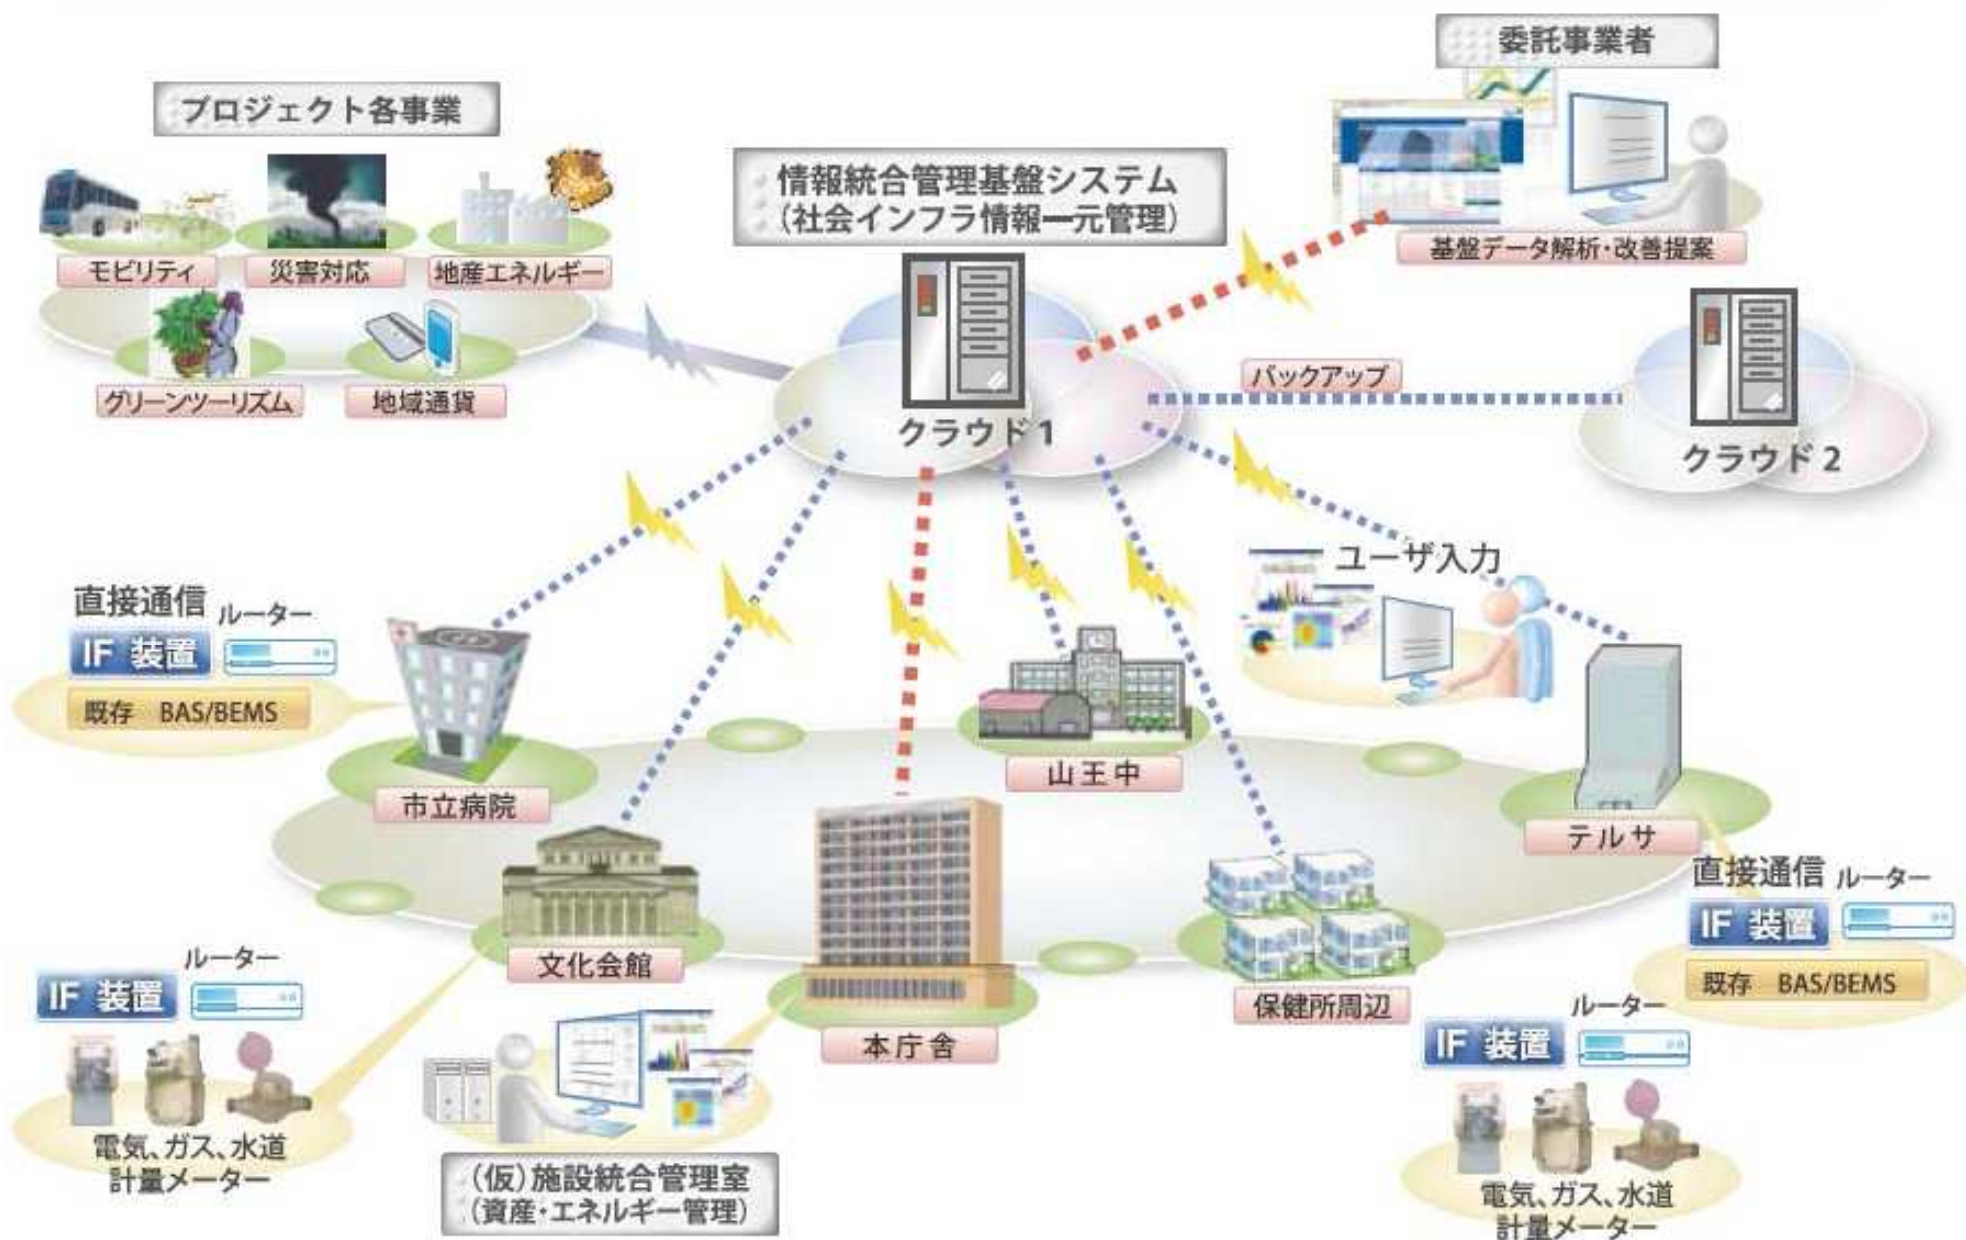 委託事業者
プロジェクト各事業
情報統合管理基盤システム
(社会インフラ情報一元管理)
基盤データ解析・改善提案
モビリティ
災害対応
地産エネルギー
グリーンツーリズム
地域通貨
バックアップ
クラウド1
クラウド2
ユーザ入力
直接通信
ルーター
IF 装置
既存 BAS/BEMS
市立病院
山王中
テルサ
直接通信
ルーター
IF 装置
既存 BAS/BEMS
文化会館
本庁舎
保健所周辺
ルーター
IF 装置
電気、ガス、水道
計量メーター
(仮)施設統合管理室
(資産・エネルギー管理)
ルーター
IF 装置
電気、ガス、水道
計量メーター